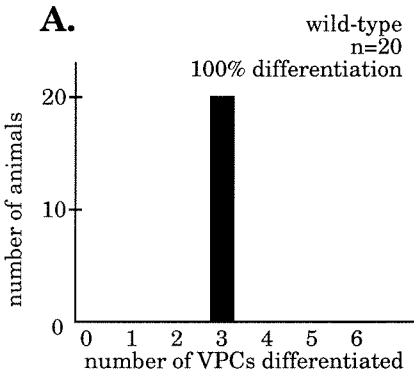 A.
wild-type
n=20
100% differentiation
number of animals
20
10
0
0 1 2 3 4 5 6
number of VPCs differentiated